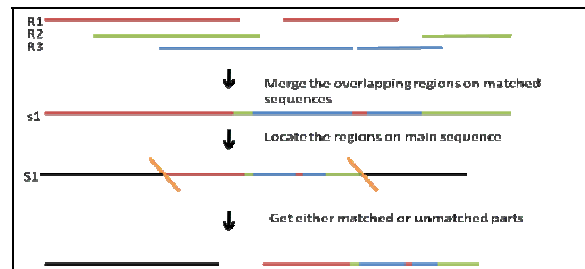 R1
R2
R3
Merge the overlapping regions on matched
sequences
s1
Locate the regions on main sequence
S1
Get either matched or unmatched parts